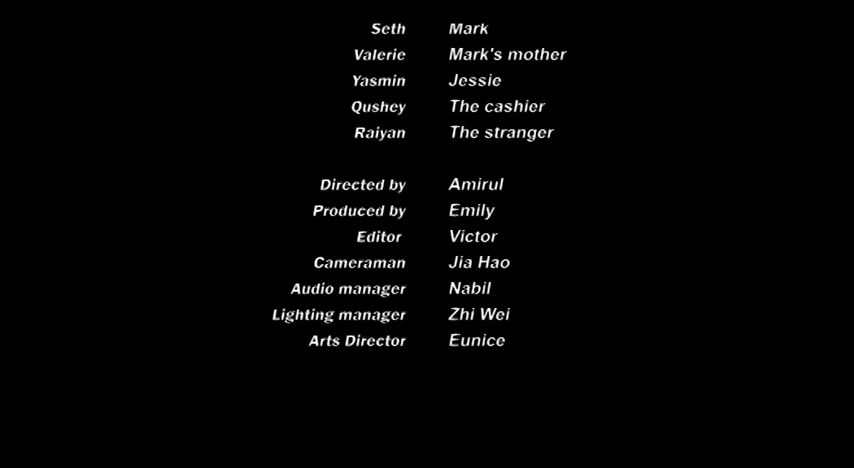 Seth Mark
Valerie Mark's mother
Yasmin Jessie
Qushey The cashier
Raiyan The stranger
Directed by Amirul
Produced by Emily
Editor Victor
Cameraman Jia Hao
Audio manager Nabil
Lighting manager Zhi Wei
Arts Director Eunice